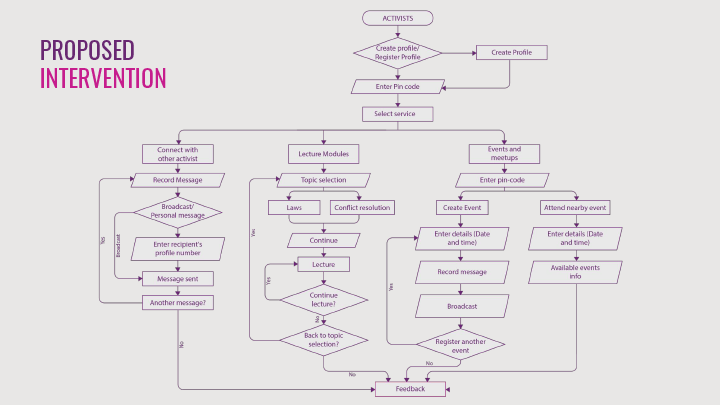 PROPOSED
INTERVENTION
ACTIVISTS
Create profile/
Register Profile
Create Profile
Enter Pin code
Select service
Connect with
other activist
Lecture Modules
Events and
meetups
Record Message
Topic selection
Enter pin-code
Laws
Conflict resolution
Create Event
Attend nearby event
Broadcast/
Personal message
Yes
Broadcast
Enter recipient's
profile number
Message sent
Another message?
No
Yes
Continue
Lecture
Yes
Continue
lecture?
No
Back to topic
selection?
No
Enter details (Date
and time)
Record message
Yes
Broadcast
Register another
event
No
Enter details (Date
and time)
Available events
info
Feedback